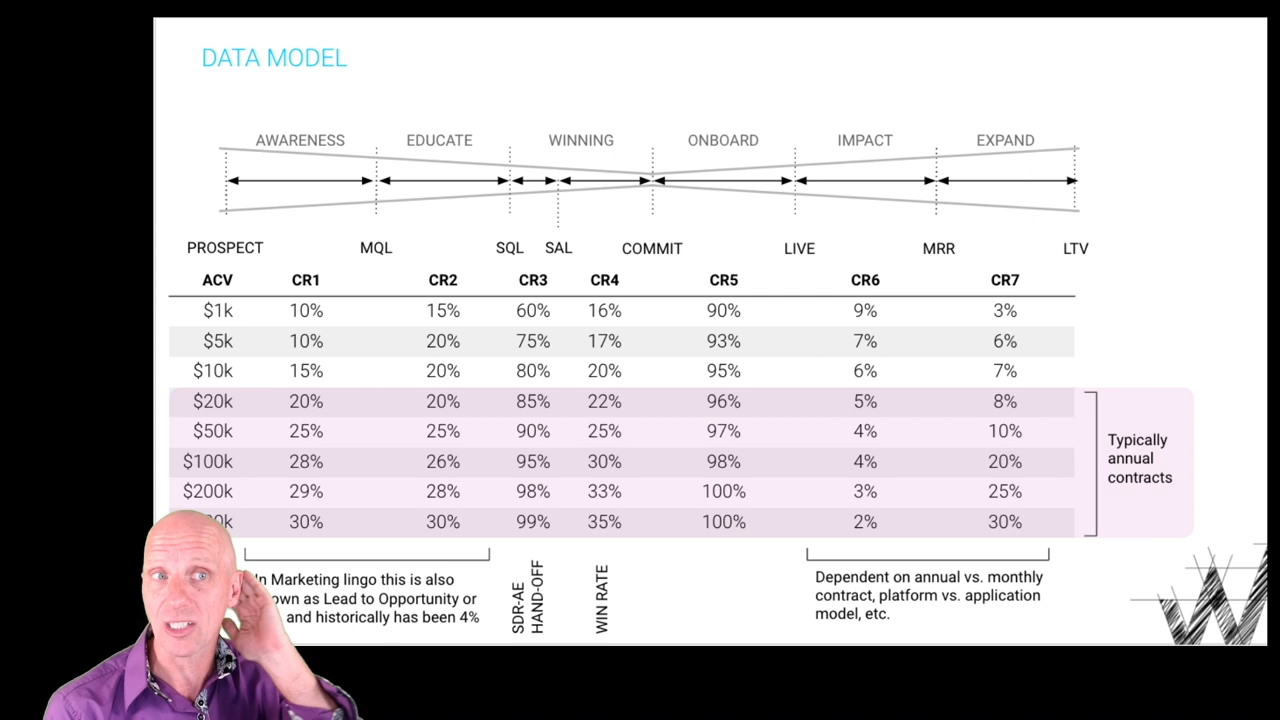 DATA MODEL
AWARENESS EDUCATE WINNING ONBOARD IMPACT EXPAND
PROSPECT MQL SQL SAL COMMIT LIVE MRR LTV
ACV CR1 CR2 CR3 CR4 CR5 CR6 CR7
$1k 10% 15% 60% 16% 90% 9% 3%
$5k 10% 20% 75% 17% 93% 7% 6%
$10k 15% 20% 80% 20% 95% 6% 7%
$20k 20% 20% 85% 22% 96% 5% 8%
$50k 25% 25% 90% 25% 97% 4% 10%
$100k 28% 26% 95% 30% 98% 4% 20%
$200k 29% 28% 98% 33% 100% 3% 25%
30% 30% 99% 35% 100% 2% 30%
Typically
annual
contracts
In Marketing lingo this is also
as Lead to Opportunity or
and historically has been 4%
SDR-AE
HAND-OFF
WIN RATE
Dependent on annual vs. monthly
contract, platform vs. application
model, etc.